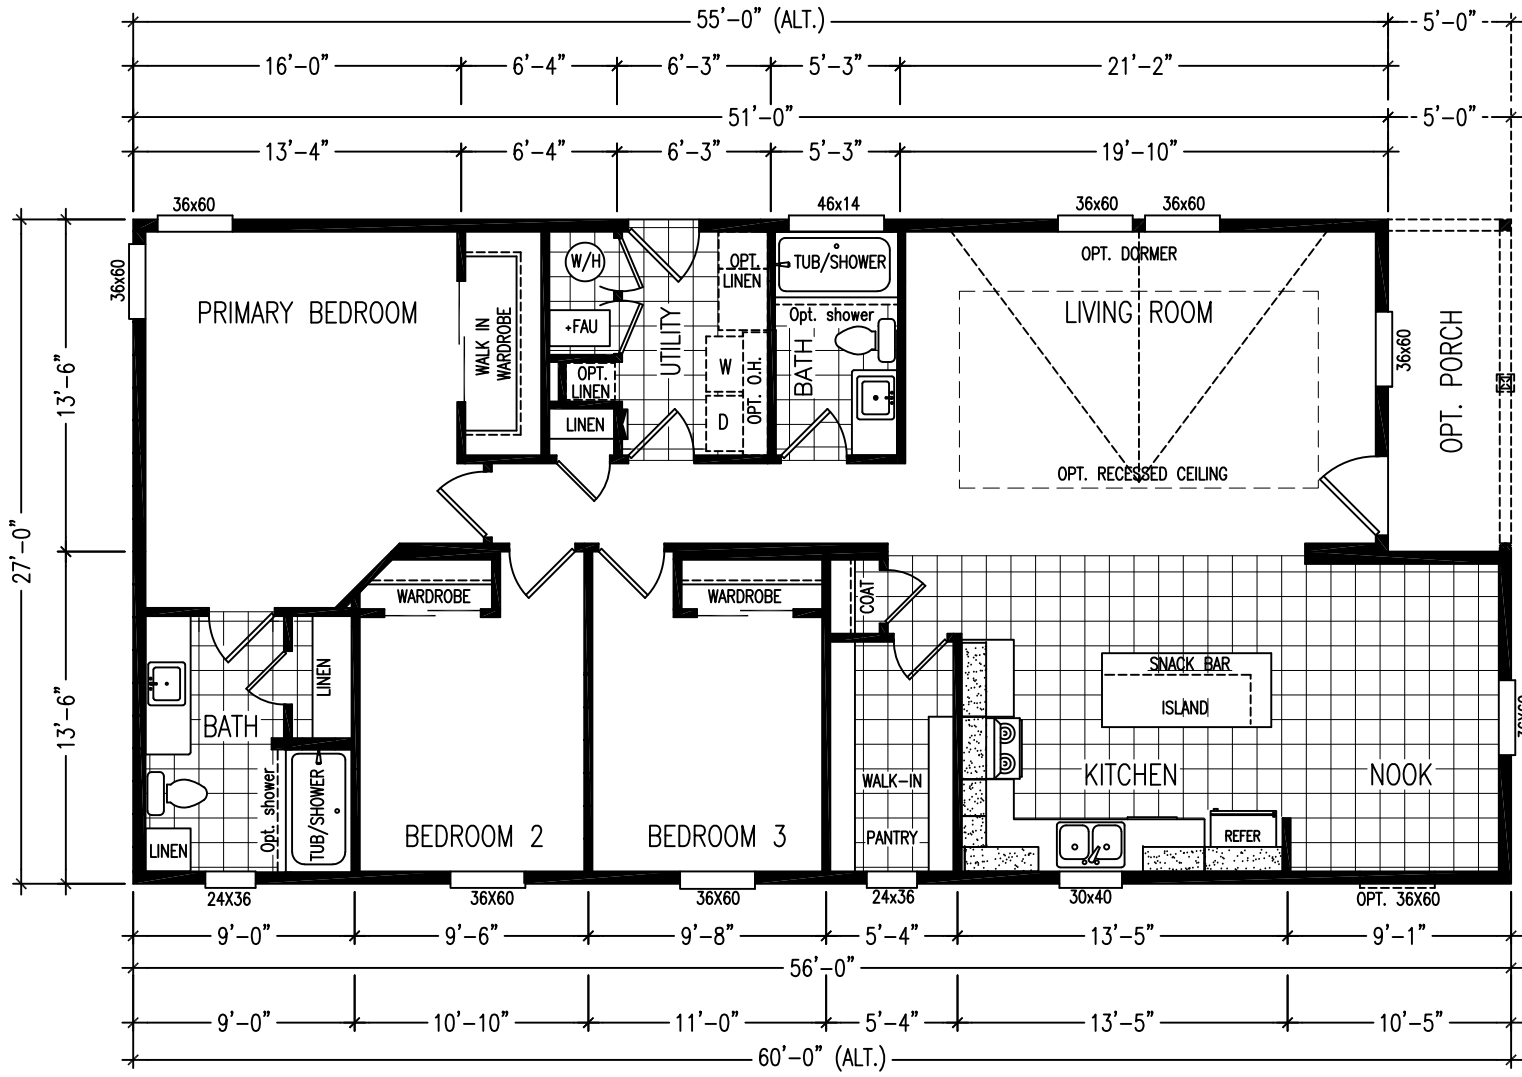 55'-0" (ALT.) 5'-0"
16'-0" 6'-4" 6'-3" 5'-3" 21'-2"
51'-0" 5'-0"
13'-4" 6'-4" 6'-3" 5'-3" 19'-10"
36x60 46x14 36x60 36x60
36x60
W/H
OPT.
LINEN
TUB/SHOWER
OPT. DORMER
PRIMARY BEDROOM
WALK IN
WARDROBE
+FAU
UTILITY
Opt. shower
LIVING ROOM
36x60
OPT. PORCH
OPT.
LINEN
W
OPT. O.H.
BATH
LINEN
D
OPT. RECESSED CEILING
13'-6"
27'-0"
13'-6"
WARDROBE
WARDROBE
COAT
LINEN
SNACK BAR
ISLAND
36X60
BATH
KITCHEN
NOOK
WALK-IN
PANTRY
Opt. shower
TUB/SHOWER
BEDROOM 2
BEDROOM 3
REFER
LINEN
24X36 36X60 36X60 24x36 30x40 OPT. 36X60
9'-0" 9'-6" 9'-8" 5'-4" 13'-5" 9'-1"
56'-0"
9'-0" 10'-10" 11'-0" 5'-4" 13'-5" 10'-5"
60'-0" (ALT.)